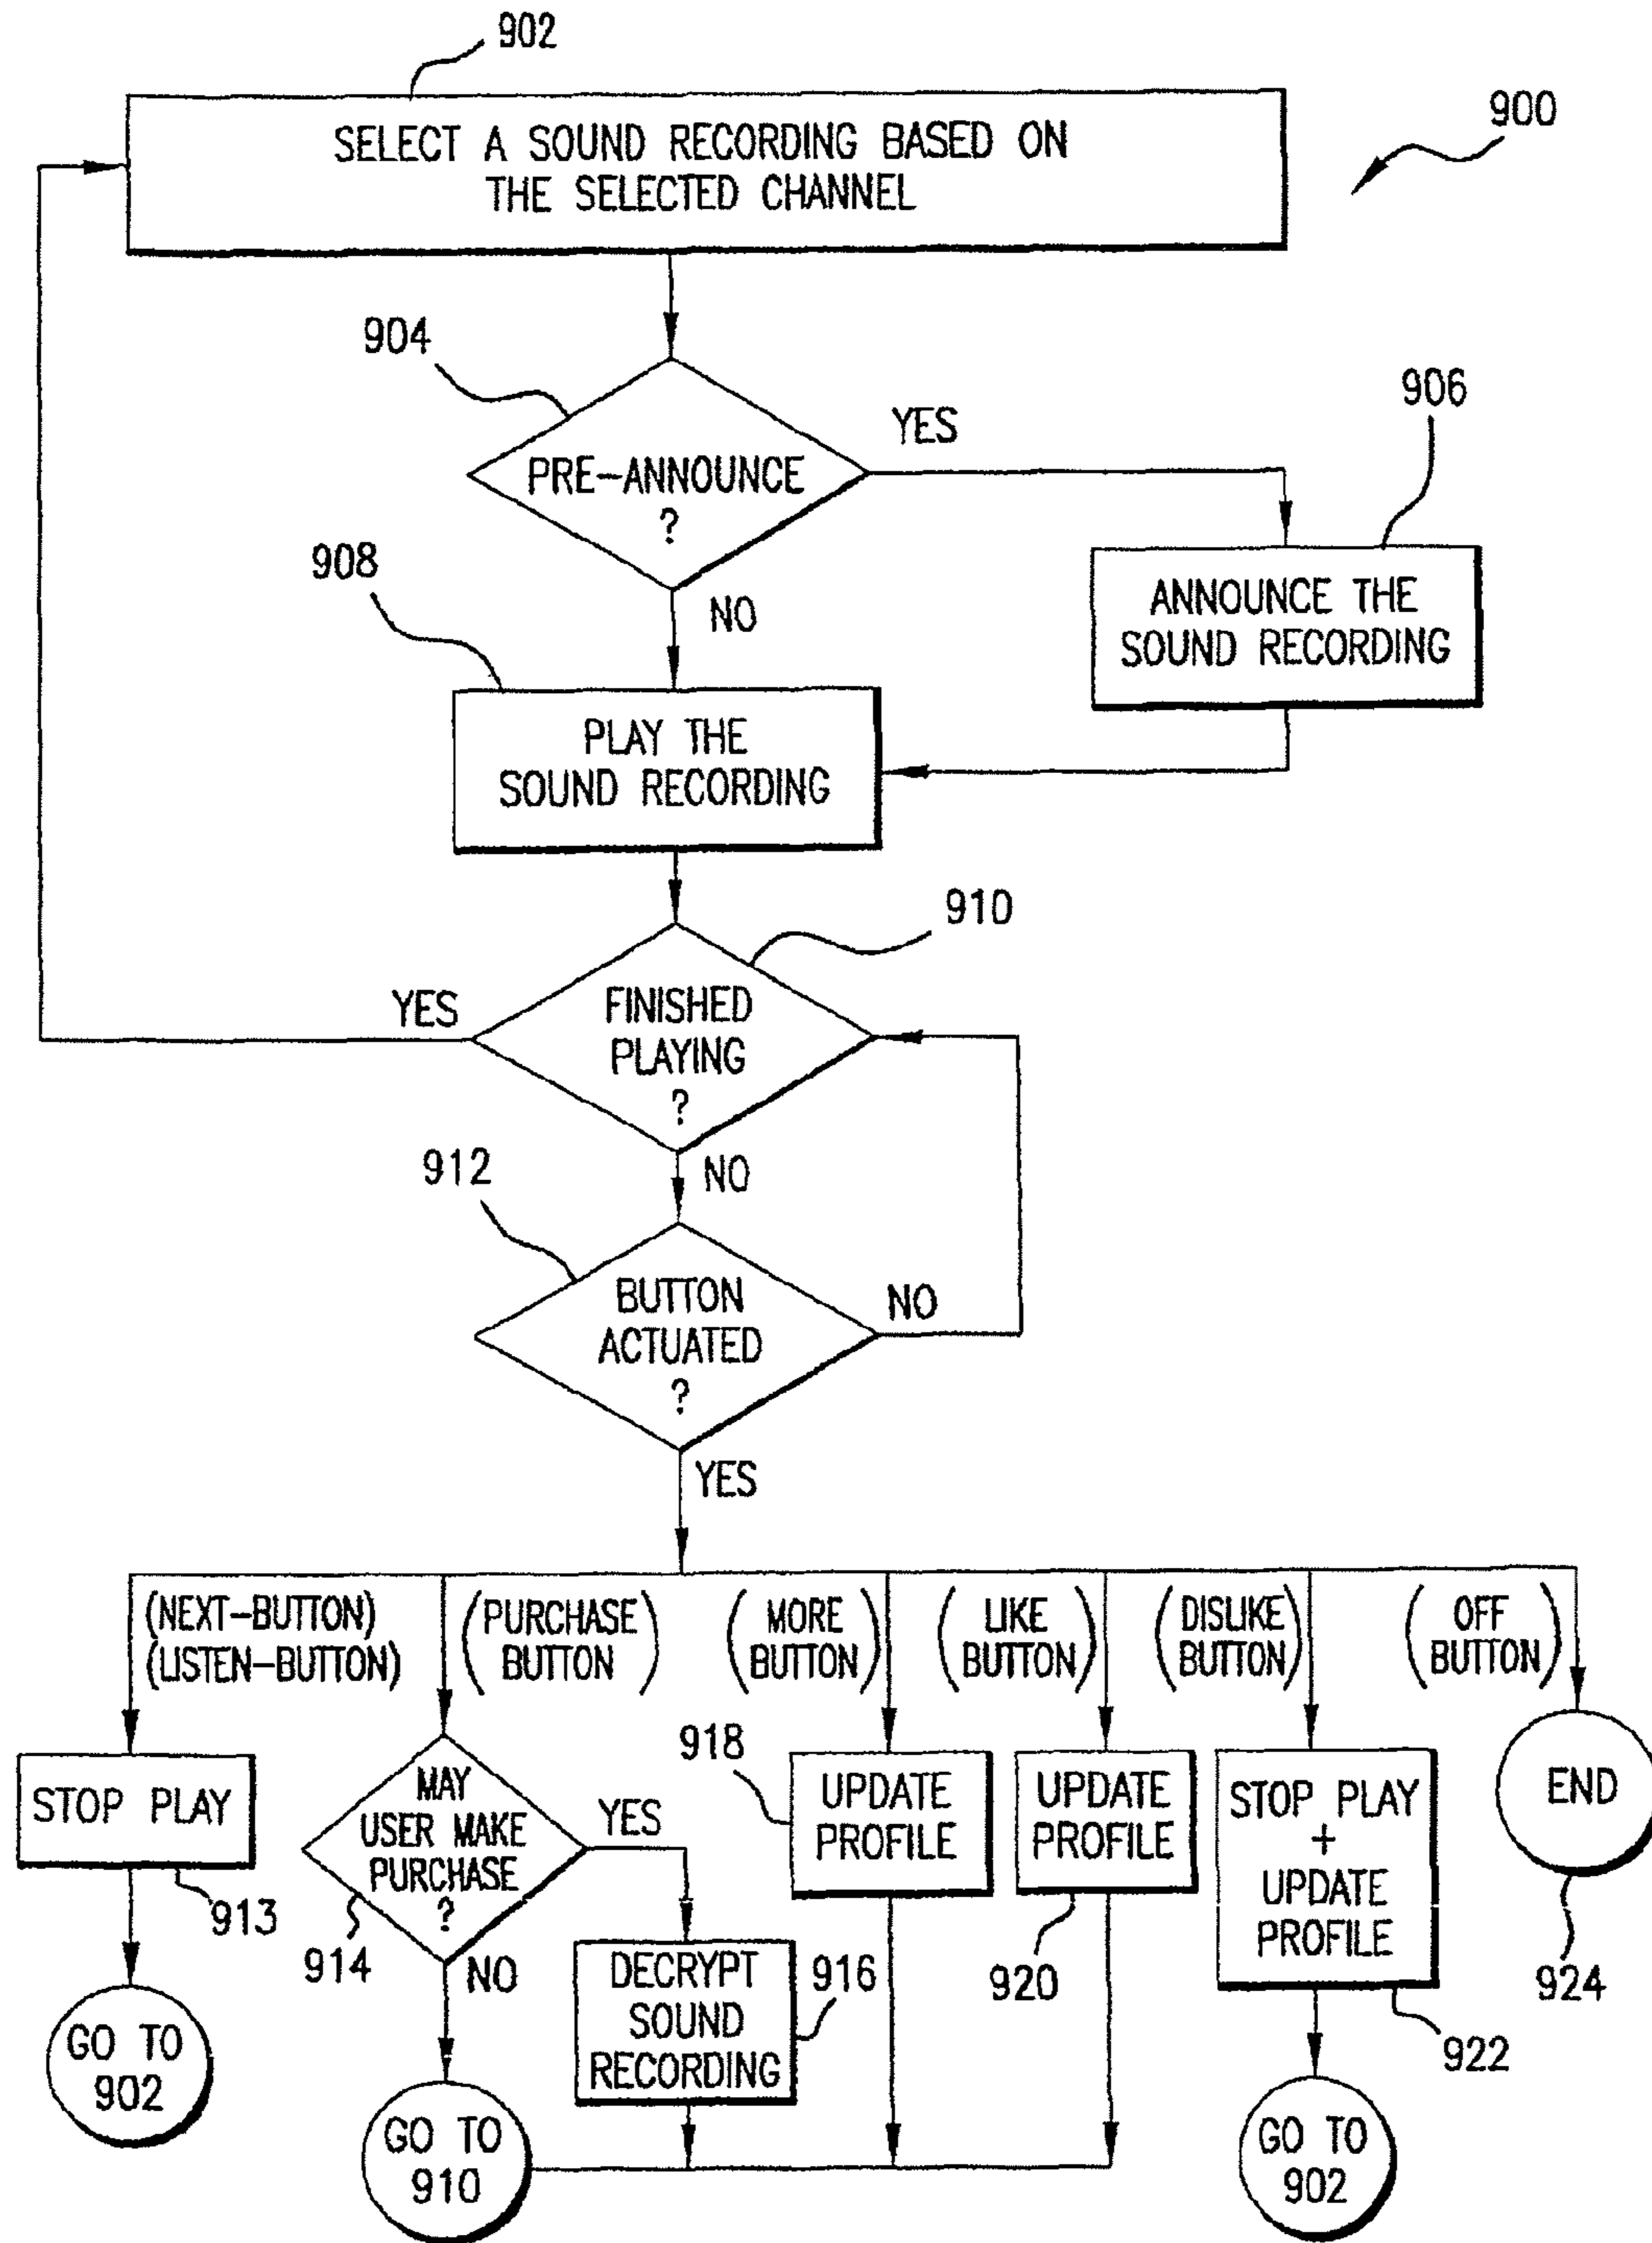 902
900
SELECT A SOUND RECORDING BASED ON
THE SELECTED CHANNEL
904
YES
906
PRE-ANNOUNCE
?
908
NO
ANNOUNCE THE
SOUND RECORDING
PLAY THE
SOUND RECORDING
910
YES
FINISHED
PLAYING
?
912
NO
BUTTON
ACTUATED
?
NO
YES
(NEXT-BUTTON)
(LISTEN-BUTTON)
(PURCHASE
BUTTON)
(MORE
BUTTON)
(LIKE
BUTTON)
(DISLIKE
BUTTON)
(OFF
BUTTON)
STOP PLAY
913
MAY
USER MAKE
PURCHASE
?
914
YES
NO
918
UPDATE
PROFILE
UPDATE
PROFILE
920
STOP PLAY
+
UPDATE
PROFILE
922
END
924
DECRYPT
SOUND
RECORDING
916
GO TO
902
GO TO
910
GO TO
902